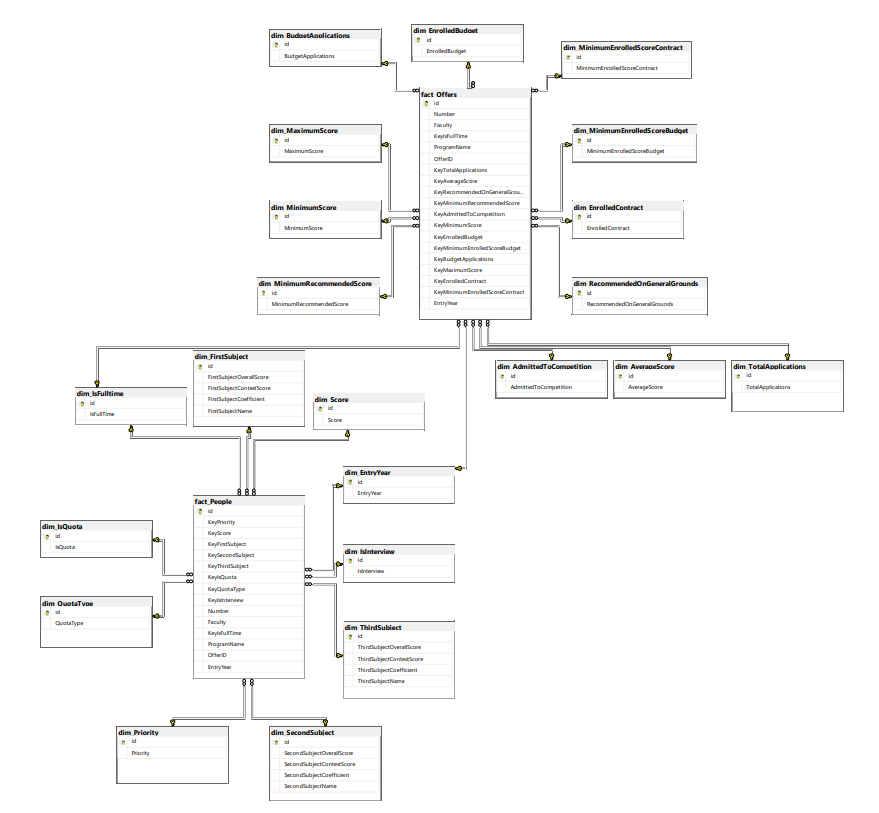 dim_BudgetApplications
id
BudgetApplications
dim_EnrolledBudget
id
EnrolledBudget
dim_MinimumEnrolledScoreContract
id
MinimumEnrolledScoreContract
fact_Offers
id
Number
Faculty
KeyIsFullTime
ProgramName
OfferID
KeyTotalApplications
KeyAverageScore
KeyRecommendedOnGeneralGrou...
KeyMinimumRecommendedScore
KeyAdmittedToCompetition
KeyMinimumScore
KeyEnrolledBudget
KeyMinimumEnrolledScoreBudget
KeyBudgetApplications
KeyMaximumScore
KeyEnrolledContract
KeyMinimumEnrolledScoreContract
EntryYear
dim_MaximumScore
id
MaximumScore
dim_MinimumEnrolledScoreBudget
id
MinimumEnrolledScoreBudget
dim_MinimumScore
id
MinimumScore
dim_EnrolledContract
id
EnrolledContract
dim_MinimumRecommendedScore
id
MinimumRecommendedScore
dim_RecommendedOnGeneralGrounds
id
RecommendedOnGeneralGrounds
dim_IsFulltime
id
IsFullTime
dim_FirstSubject
id
FirstSubjectOverallScore
FirstSubjectContestScore
FirstSubjectCoefficient
FirstSubjectName
dim_Score
id
Score
dim_AdmittedToCompetition
id
AdmittedToCompetition
dim_AverageScore
id
AverageScore
dim_TotalApplications
id
TotalApplications
dim_EntryYear
id
EntryYear
fact_People
id
KeyPriority
KeyScore
KeyFirstSubject
KeySecondSubject
KeyThirdSubject
KeyIsQuota
KeyQuotaType
KeyIsInterview
Number
Faculty
KeyIsFullTime
ProgramName
OfferID
EntryYear
dim_IsQuota
id
IsQuota
dim_IsInterview
id
IsInterview
dim_QuotaType
id
QuotaType
dim_ThirdSubject
id
ThirdSubjectOverallScore
ThirdSubjectContestScore
ThirdSubjectCoefficient
ThirdSubjectName
dim_Priority
id
Priority
dim_SecondSubject
id
SecondSubjectOverallScore
SecondSubjectContestScore
SecondSubjectCoefficient
SecondSubjectName